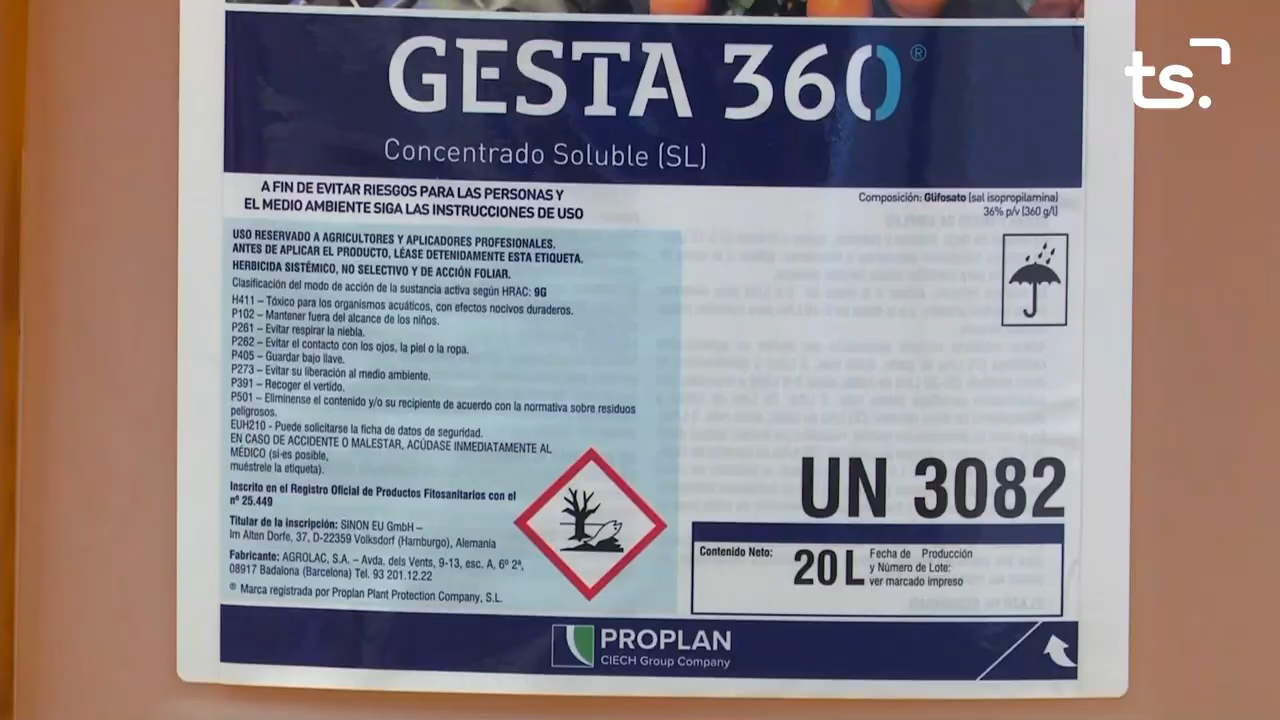 GESTA 360®
ts.
Concentrado Soluble (SL)
A FIN DE EVITAR RIESGOS PARA LAS PERSONAS Y
EL MEDIO AMBIENTE SIGA LAS INSTRUCCIONES DE USO
Composición: Glifosato (sal isopropilamina)
36% p/v (360 g/l)
USO RESERVADO A AGRICULTORES Y APLICADORES PROFESIONALES.
ANTES DE APLICAR EL PRODUCTO, LÉASE DETENIDAMENTE ESTA ETIQUETA.
HERBICIDA SISTÉMICO, NO SELECTIVO Y DE ACCIÓN FOLIAR.
Clasificación del modo de acción de la sustancia activa según HRAC: 9G
H411 – Tóxico para los organismos acuáticos, con efectos nocivos duraderos.
P102 – Mantener fuera del alcance de los niños.
P261 – Evitar respirar la niebla.
P262 – Evitar el contacto con los ojos, la piel o la ropa.
P405 – Guardar bajo llave.
P273 – Evitar su liberación al medio ambiente.
P391 – Recoger el vertido.
P501 – Elimínense el contenido y/o su recipiente de acuerdo con la normativa sobre residuos
peligrosos.
EUH210 - Puede solicitarse la ficha de datos de seguridad.
EN CASO DE ACCIDENTE O MALESTAR, ACÚDASE INMEDIATAMENTE AL
MÉDICO (si es posible,
muéstrele la etiqueta).
Inscrito en el Registro Oficial de Productos Fitosanitarios con el
nº 25.449
Titular de la inscripción: SINON EU GmbH –
Im Alten Dorfe, 37, D-22359 Volksdorf (Hamburgo), Alemania
Fabricante: AGROLAC, S.A. – Avda. dels Vents, 9-13, esc. A, 6º 2ª,
08917 Badalona (Barcelona) Tel. 93 201.12.22
® Marca registrada por Proplan Plant Protection Company, S.L.
UN 3082
Contenido Neto: 20 L
Fecha de Producción
y Número de Lote:
ver marcado impreso
PROPLAN
CIECH Group Company